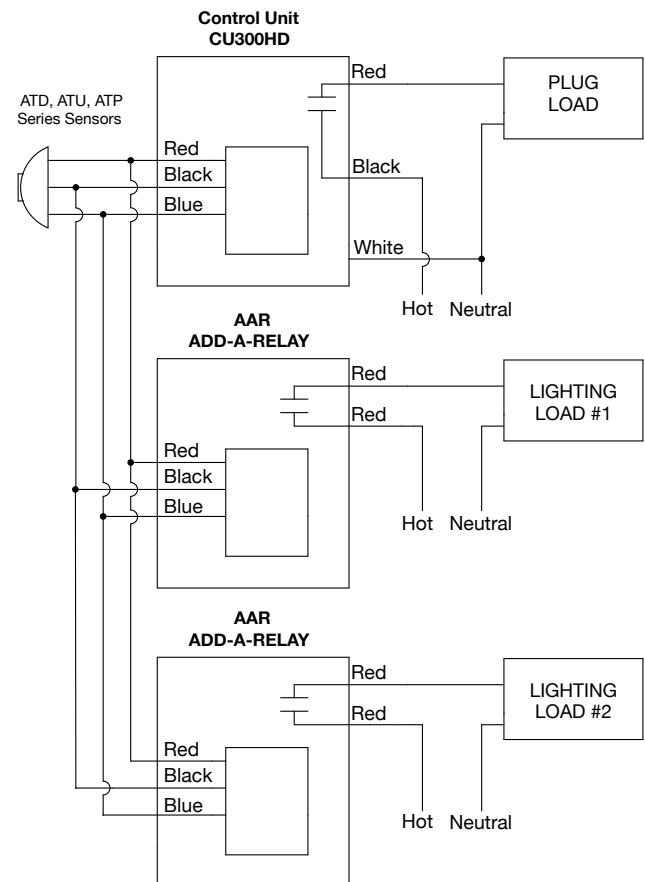 Control Unit
CU300HD
ATD, ATU, ATP
Series Sensors
Red
PLUG
LOAD
Red
Black
Blue
Black
White
Hot Neutral
AAR
ADD-A-RELAY
Red
Red
LIGHTING
LOAD #1
Red
Black
Blue
Hot Neutral
AAR
ADD-A-RELAY
Red
Red
LIGHTING
LOAD #2
Red
Black
Blue
Hot Neutral